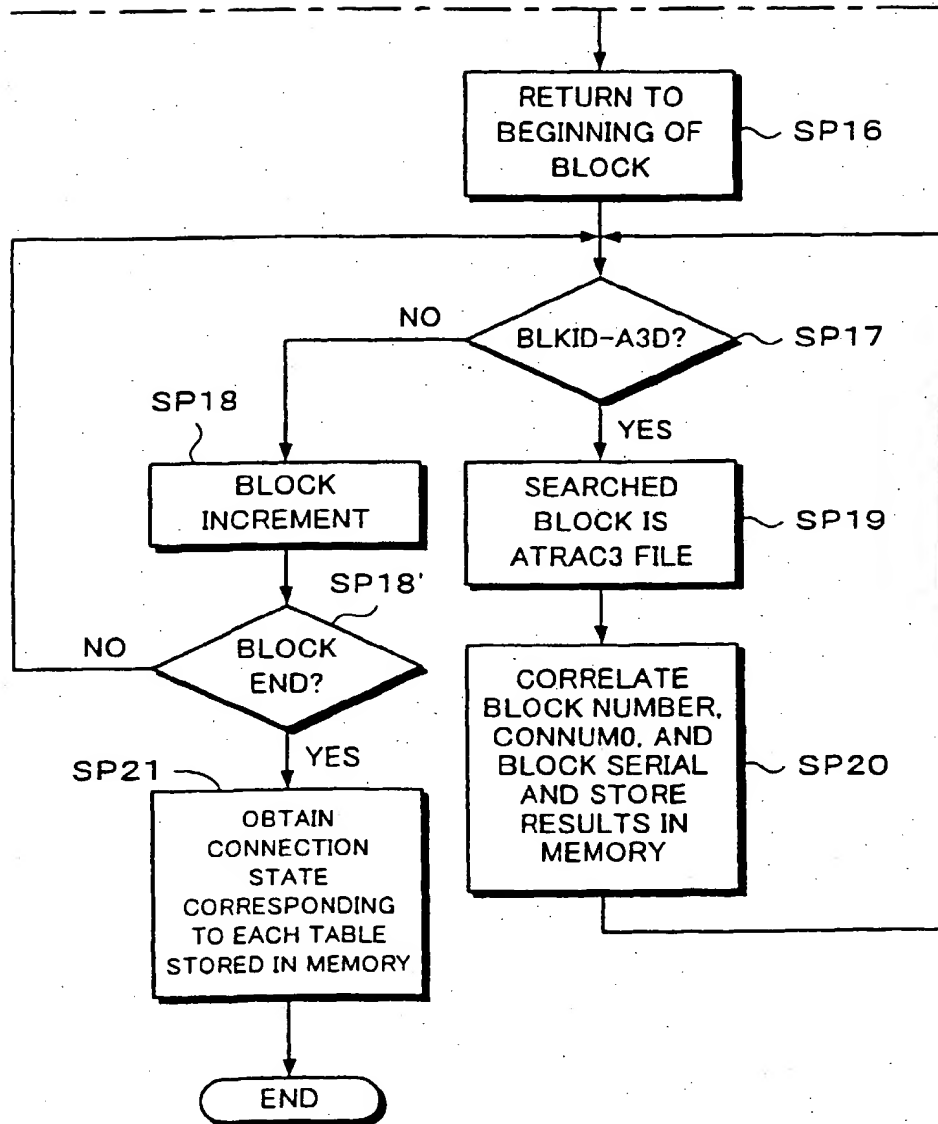 RETURN TO
BEGINNING OF
BLOCK
SP16
NO
BLKID-A3D?
SP17
SP18
YES
BLOCK
INCREMENT
SEARCHED
BLOCK IS
ATRAC3 FILE
SP19
SP18'
NO
BLOCK
END?
CORRELATE
BLOCK NUMBER,
CONNUM0, AND
BLOCK SERIAL
AND STORE
RESULTS IN
MEMORY
SP20
YES
SP21
OBTAIN
CONNECTION
STATE
CORRESPONDING
TO EACH TABLE
STORED IN MEMORY
END